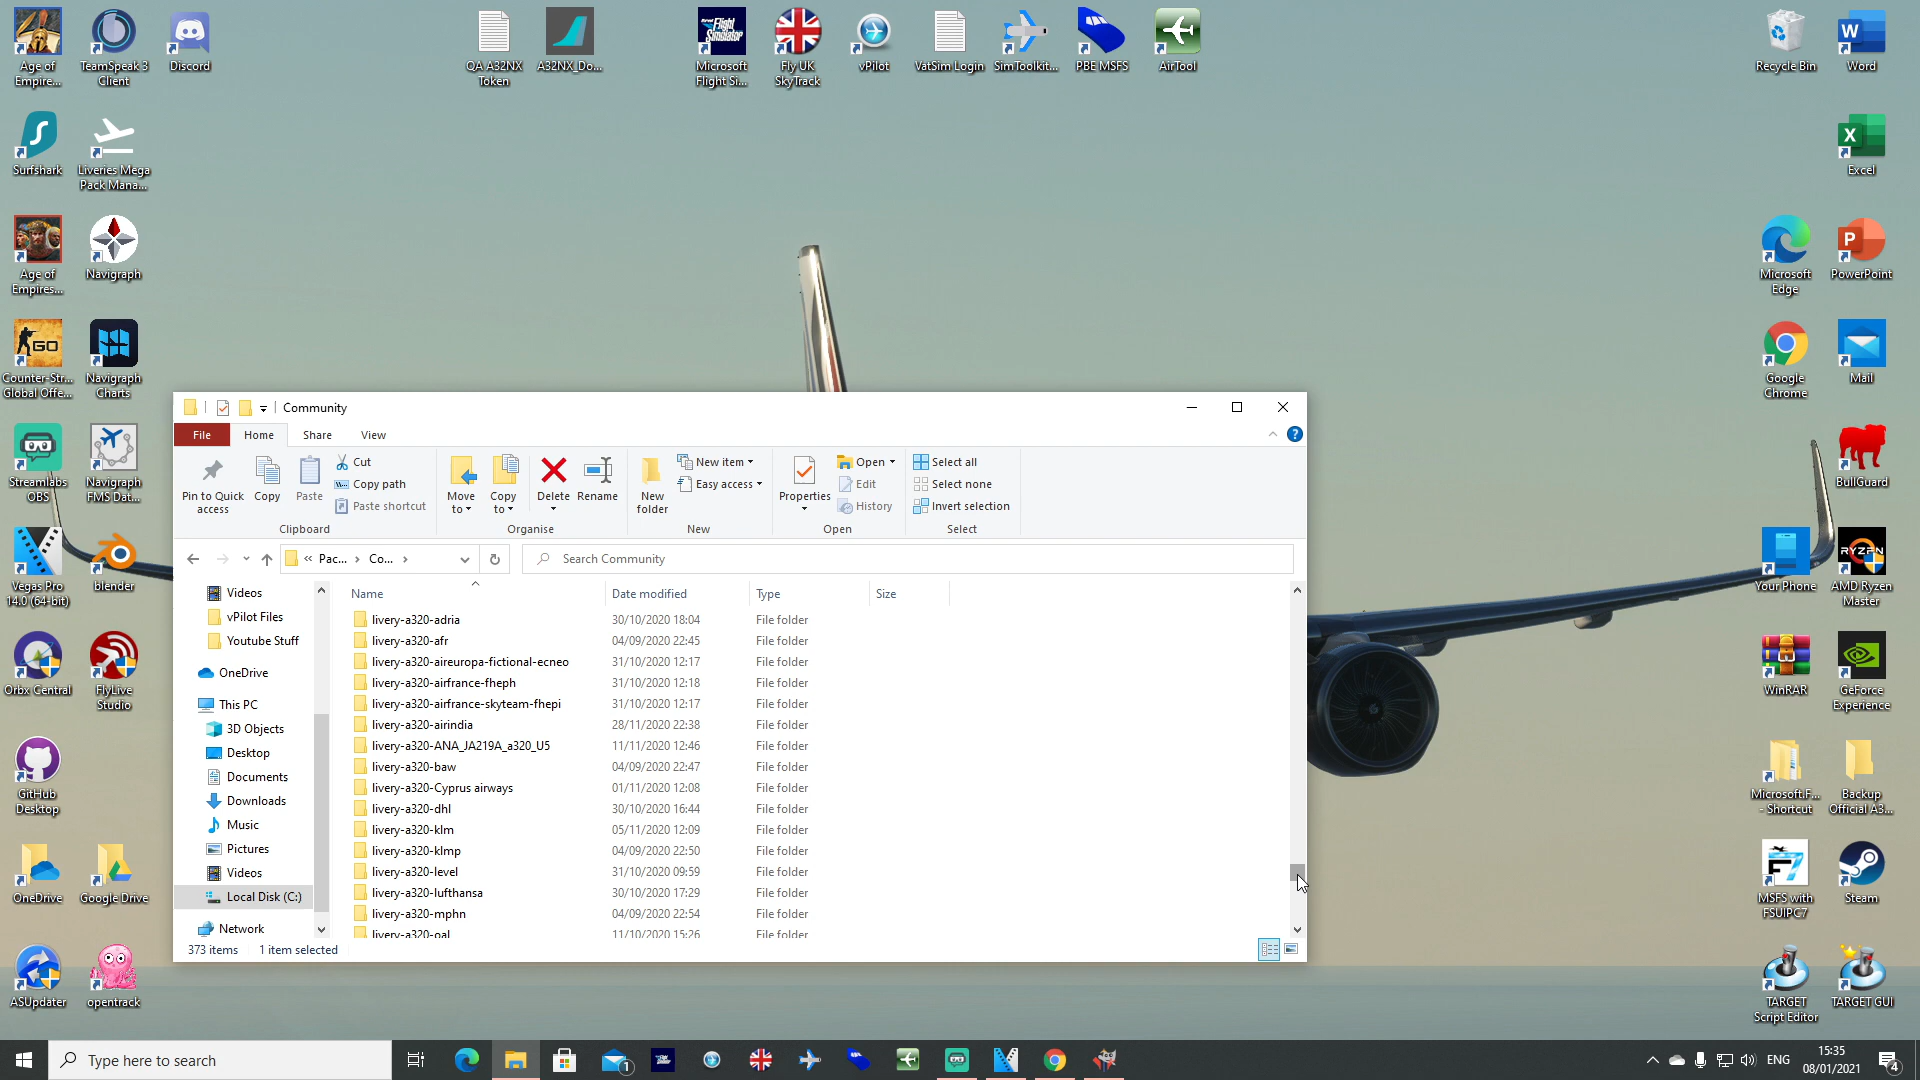 Age of
Empire...
TeamSpeak 3
Client
Discord
QA A32NX
Token
A32NX_Do...
Microsoft
Flight Si...
Fly UK
SkyTrack
vPilot
VatSim Login
SimToolkit...
PBE MSFS
AirTool
Recycle Bin
Word
Surfshark
Liveries Mega
Pack Mana...
Excel
Age of
Empires...
Navigraph
Microsoft
Edge
PowerPoint
Counter-Str...
Global Offe...
Navigraph
Charts
Google
Chrome
Mail
Streamlabs
OBS
Navigraph
FMS Dat...
BullGuard
Vegas Pro
14.0 (64-bit)
blender
Your Phone
AMD Ryzen
Master
Orbx Central
FlyLive
Studio
WinRAR
GeForce
Experience
GitHub
Desktop
Microsoft.F...
- Shortcut
Backup
Official A3...
OneDrive
Google Drive
MSFS with
FSUIPC7
Steam
ASUpdater
opentrack
TARGET
Script Editor
TARGET GUI
Community
File
Home
Share
View
Pin to Quick
access
Copy
Paste
Cut
Copy path
Paste shortcut
Clipboard
Move
to
Copy
to
Delete
Rename
Organise
New
folder
New item
Easy access
New
Properties
Open
Edit
History
Open
Select all
Select none
Invert selection
Select
« Pac... › Co... ›
Search Community
Videos
vPilot Files
Youtube Stuff
OneDrive
This PC
3D Objects
Desktop
Documents
Downloads
Music
Pictures
Videos
Local Disk (C:)
Network
Name Date modified Type Size
livery-a320-adria 30/10/2020 18:04 File folder
livery-a320-afr 04/09/2020 22:45 File folder
livery-a320-aireuropa-fictional-ecneo 31/10/2020 12:17 File folder
livery-a320-airfrance-fheph 31/10/2020 12:18 File folder
livery-a320-airfrance-skyteam-fhepi 31/10/2020 12:17 File folder
livery-a320-airindia 28/11/2020 22:38 File folder
livery-a320-ANA_JA219A_a320_U5 11/11/2020 12:46 File folder
livery-a320-baw 04/09/2020 22:47 File folder
livery-a320-Cyprus airways 01/11/2020 12:08 File folder
livery-a320-dhl 30/10/2020 16:44 File folder
livery-a320-klm 05/11/2020 12:09 File folder
livery-a320-klmp 04/09/2020 22:50 File folder
livery-a320-level 31/10/2020 09:59 File folder
livery-a320-lufthansa 30/10/2020 17:29 File folder
livery-a320-mphn 04/09/2020 22:54 File folder
livery-a320-oal 11/10/2020 15:26 File folder
373 items 1 item selected
Type here to search
1
ENG
15:35
08/01/2021
4